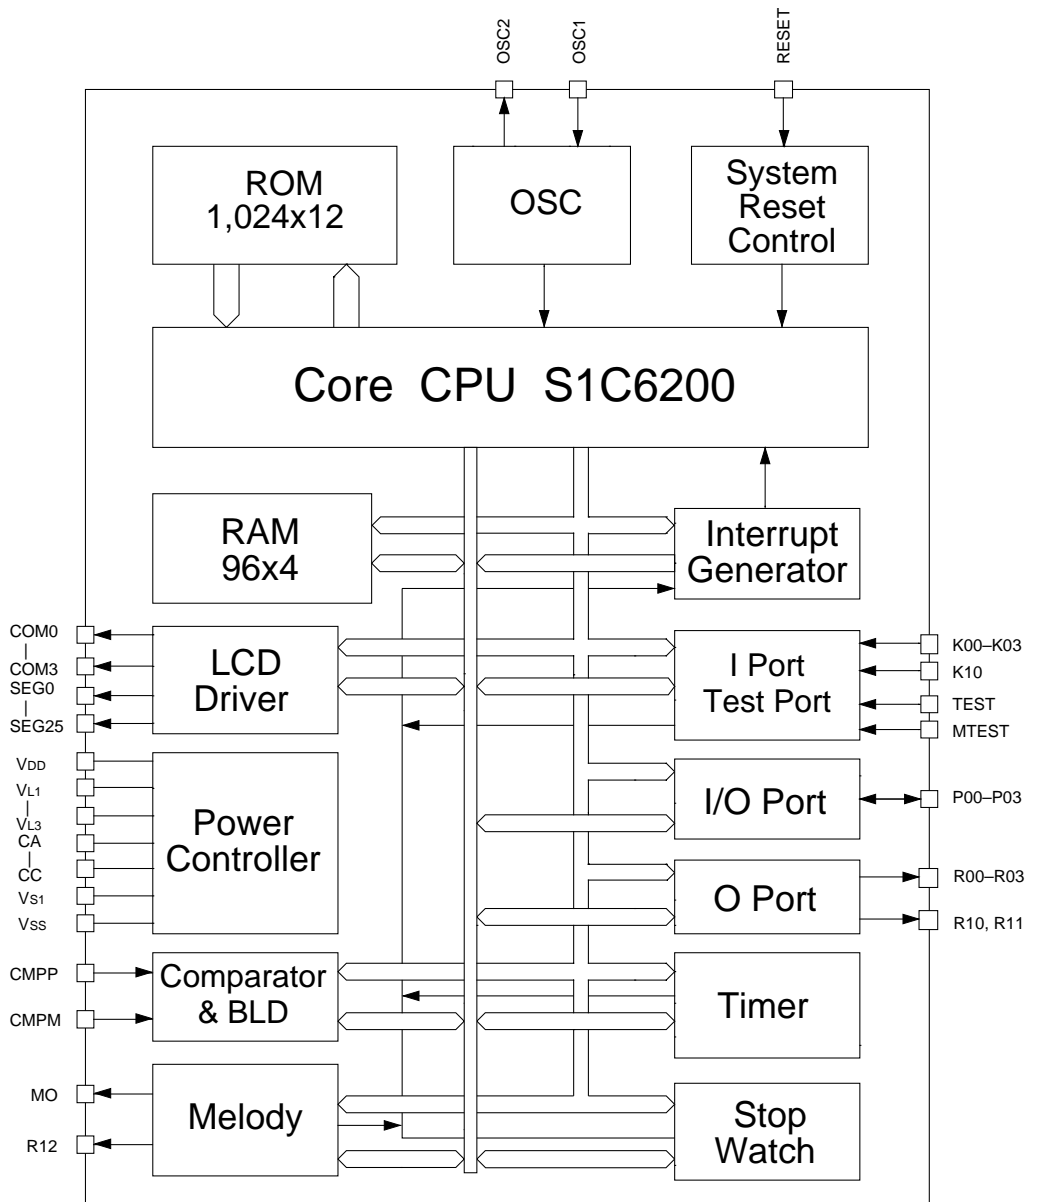 OSC2
OSC1
RESET
ROM
1,024x12
OSC
System
Reset
Control
Core CPU S1C6200
RAM
96x4
Interrupt
Generator
COM0
|
COM3
SEG0
|
SEG25
LCD
Driver
I Port
Test Port
K00–K03
K10
TEST
MTEST
VDD
VL1
|
VL3
CA
|
CC
VS1
VSS
Power
Controller
I/O Port
P00–P03
O Port
R00–R03
R10, R11
CMPP
CMPM
Comparator
& BLD
Timer
MO
R12
Melody
Stop
Watch